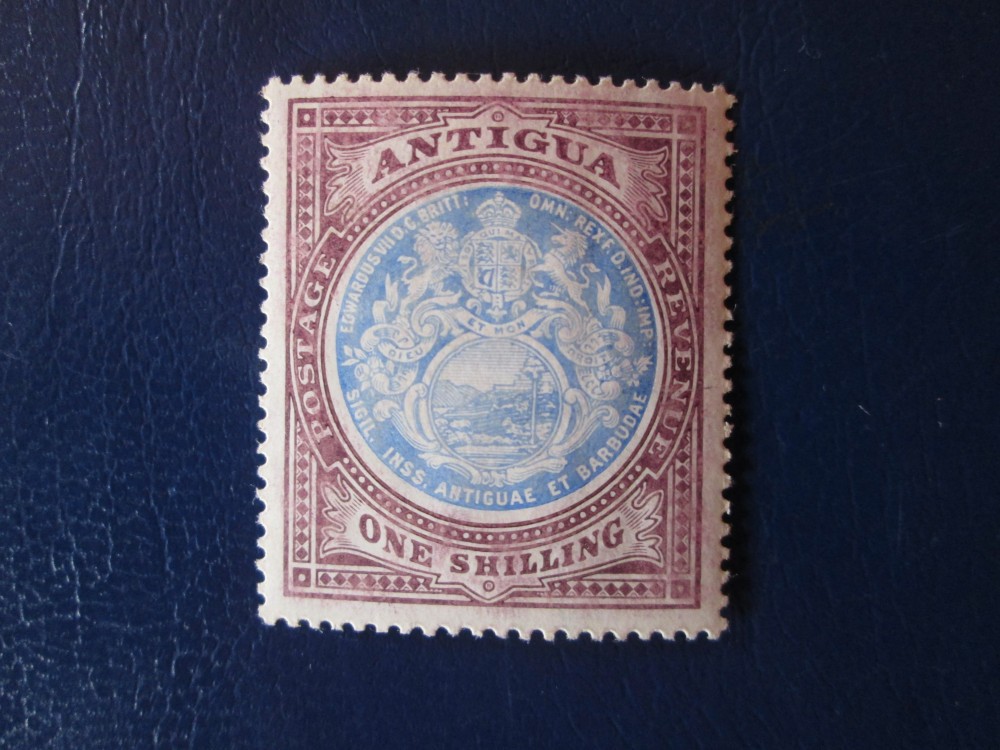 ANTIGUA
POSTAGE
REVENUE
EDWARDUS VII D.G. BRITT: OMN: REX F.D. IND: IMP.
SIGIL. INSS. ANTIGUAE ET BARBUDAE
DIEU ET MON
ONE SHILLING